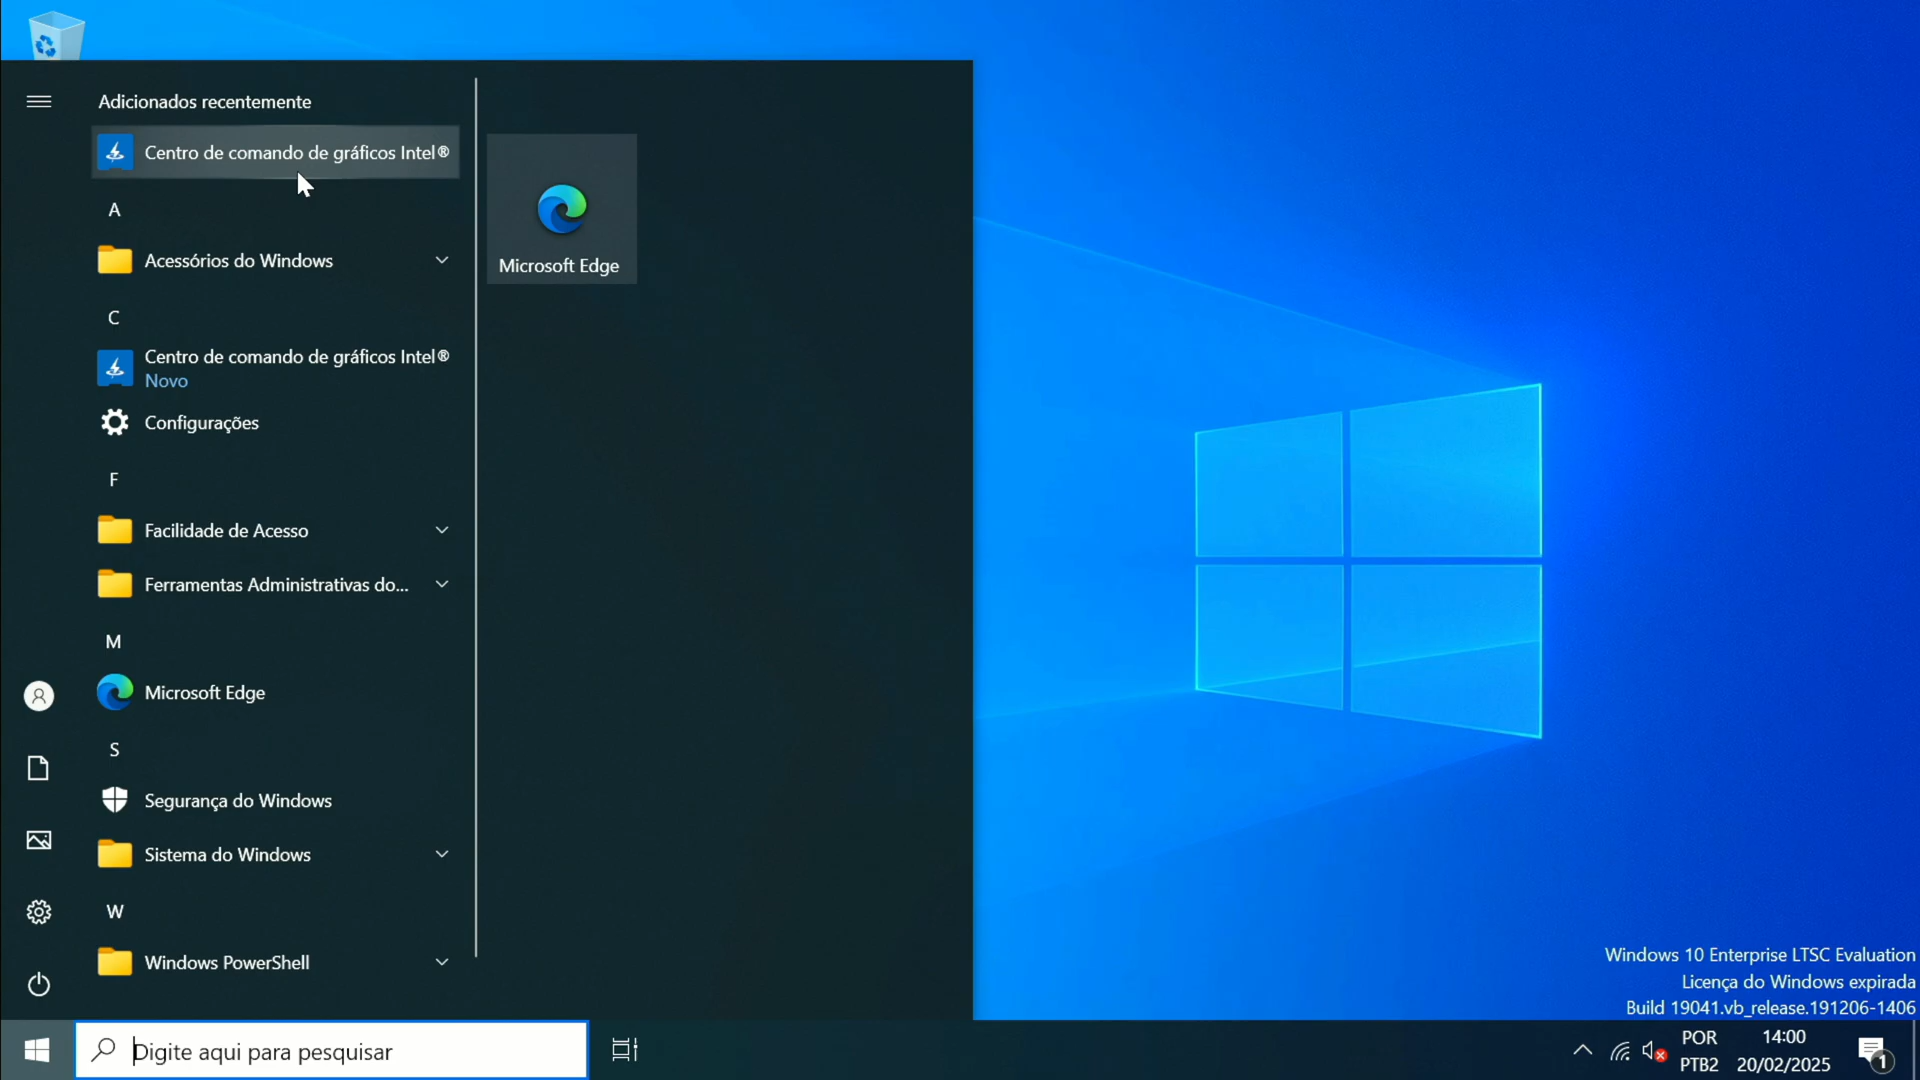 Adicionados recentemente
Centro de comando de gráficos Intel®
A
Acessórios do Windows
C
Centro de comando de gráficos Intel®
Novo
Configurações
F
Facilidade de Acesso
Ferramentas Administrativas do...
M
Microsoft Edge
S
Segurança do Windows
Sistema do Windows
W
Windows PowerShell
Microsoft Edge
Windows 10 Enterprise LTSC Evaluation
Licença do Windows expirada
Build 19041.vb_release.191206-1406
Digite aqui para pesquisar
POR
PTB2
14:00
20/02/2025
1